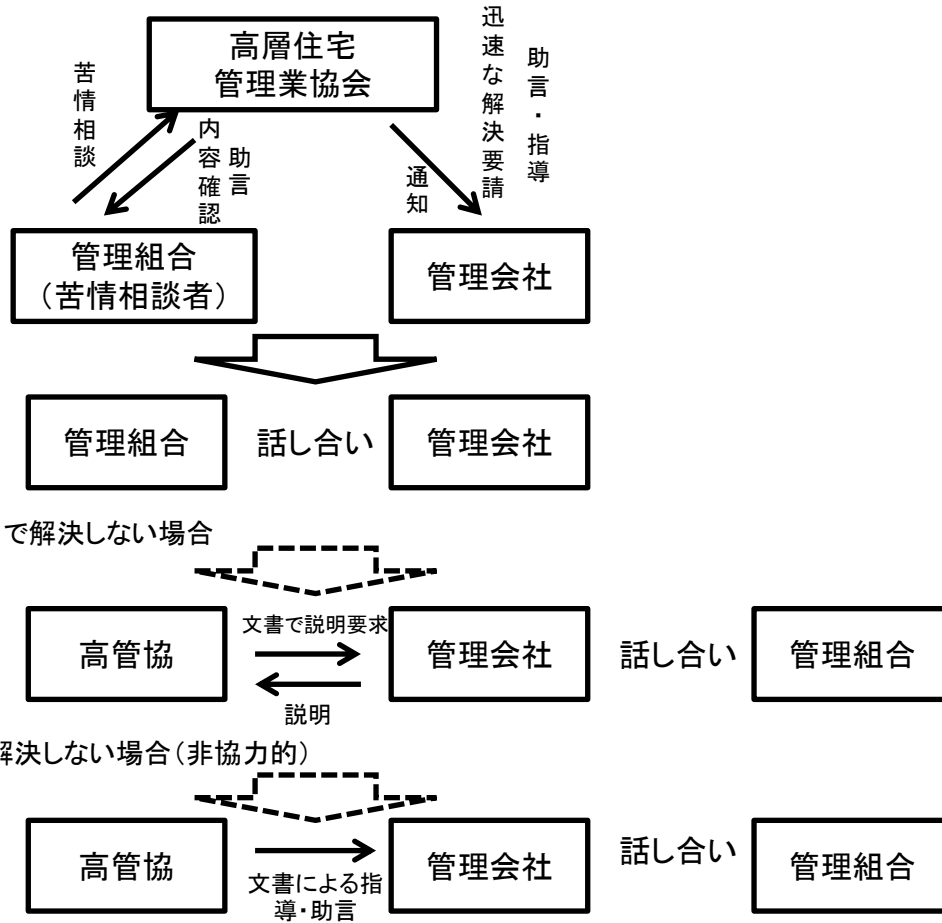 高層住宅
管理業協会
苦情相談
内容確認
助言
通知
迅速な解決要請
助言・指導
管理組合
（苦情相談者）
管理会社
管理組合
話し合い
管理会社
で解決しない場合
高管協
文書で説明要求
説明
管理会社
話し合い
管理組合
解決しない場合（非協力的）
高管協
文書による指
導・助言
管理会社
話し合い
管理組合